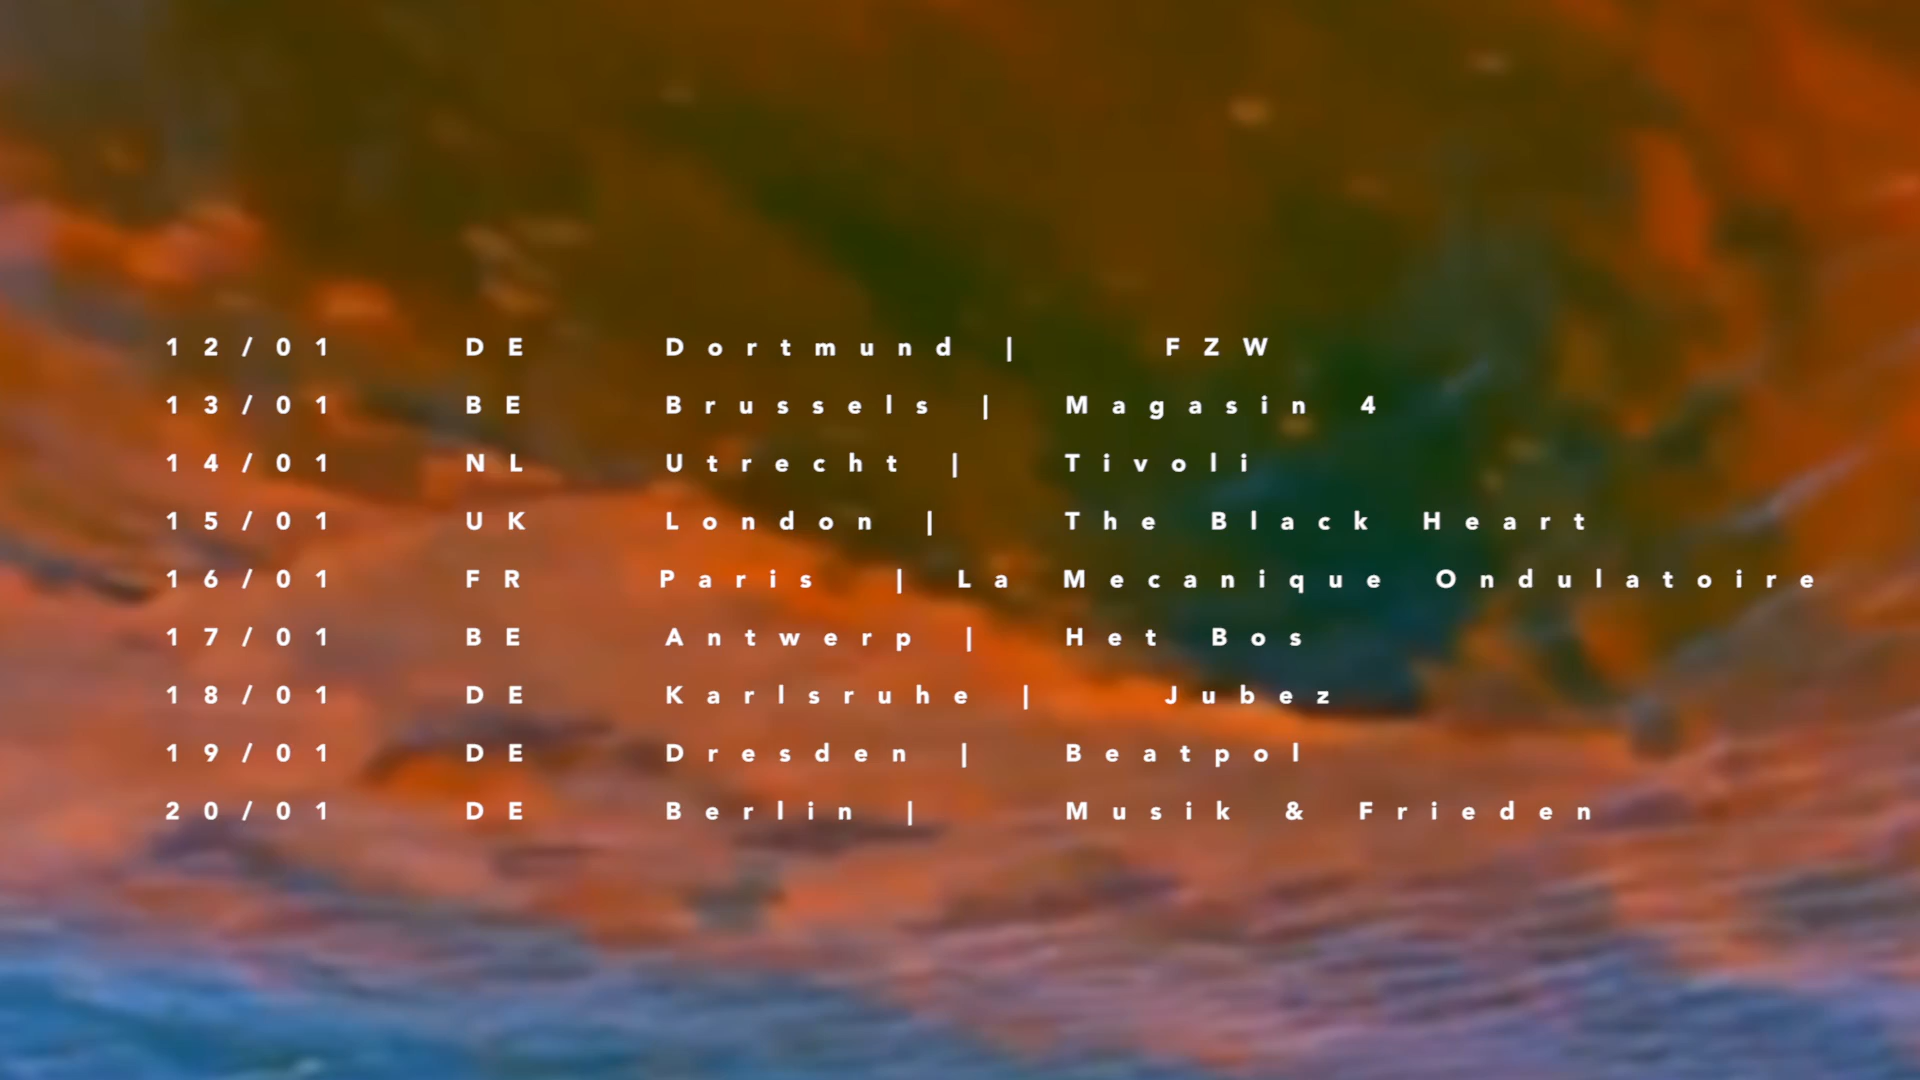 12/01 DE Dortmund | FZW
13/01 BE Brussels | Magasin 4
14/01 NL Utrecht | Tivoli
15/01 UK London | The Black Heart
16/01 FR Paris | La Mecanique Ondulatoire
17/01 BE Antwerp | Het Bos
18/01 DE Karlsruhe | Jubez
19/01 DE Dresden | Beatpol
20/01 DE Berlin | Musik & Frieden